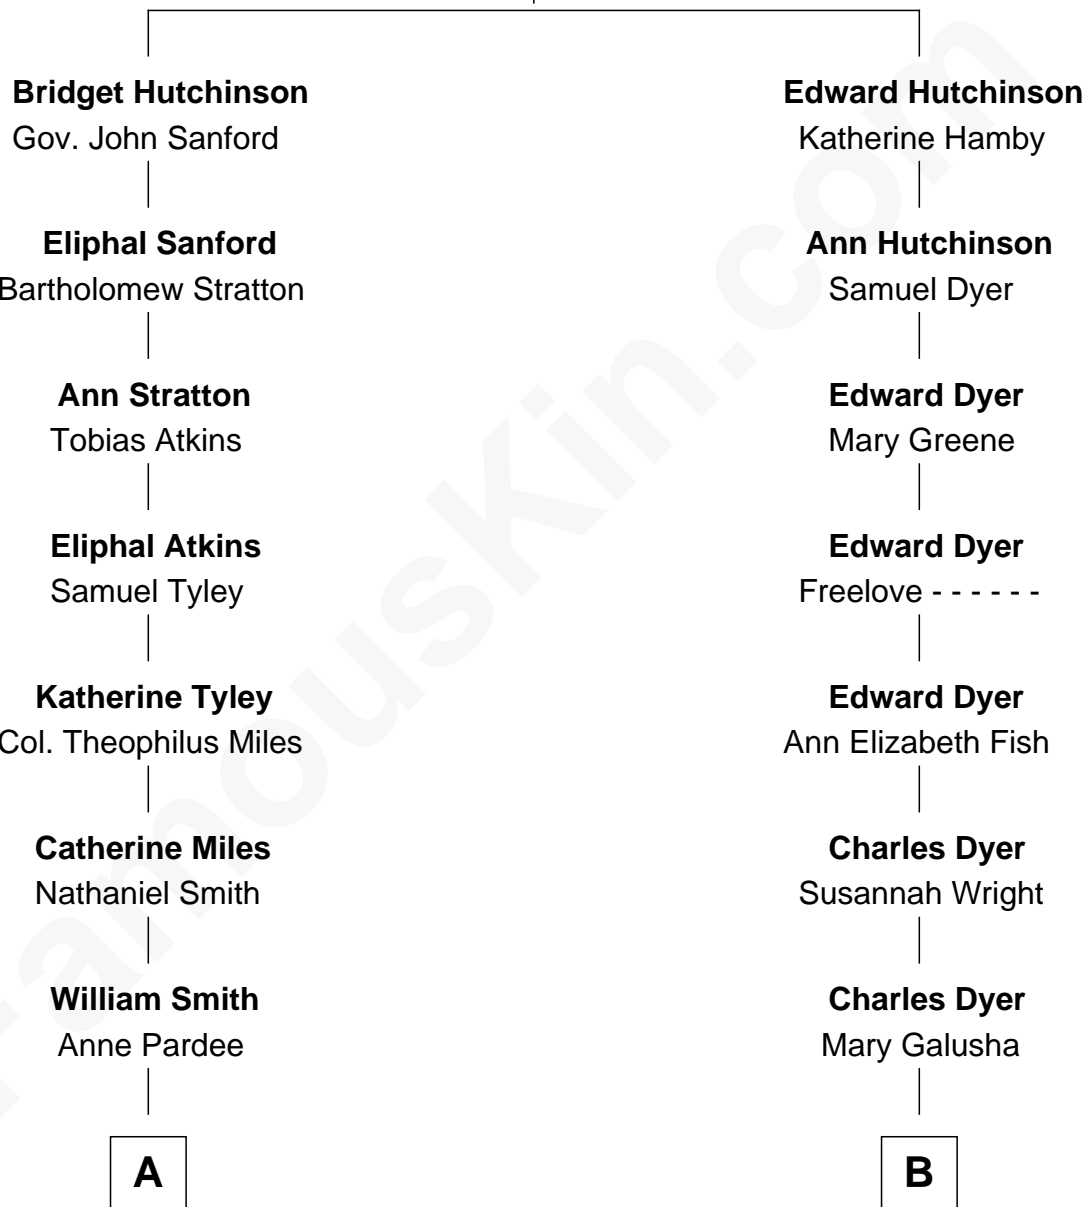 Bridget Hutchinson
Gov. John Sanford
Eliphal Sanford
Bartholomew Stratton
Ann Stratton
Tobias Atkins
Eliphal Atkins
Samuel Tyley
Katherine Tyley
Col. Theophilus Miles
Catherine Miles
Nathaniel Smith
William Smith
Anne Pardee
A
Edward Hutchinson
Katherine Hamby
Ann Hutchinson
Samuel Dyer
Edward Dyer
Mary Greene
Edward Dyer
Freelove - - - - - -
Edward Dyer
Ann Elizabeth Fish
Charles Dyer
Susannah Wright
Charles Dyer
Mary Galusha
B
FamousKin.com